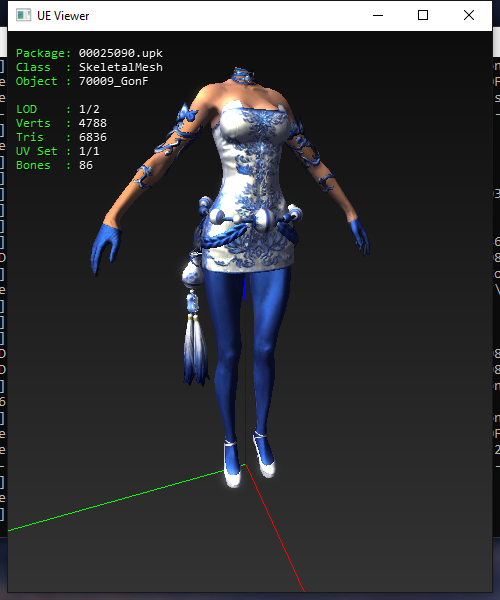 UE Viewer
Package: 00025090.upk
Class : SkeletalMesh
Object : 70009_GonF
LOD : 1/2
Verts : 4788
Tris : 6836
UV Set : 1/1
Bones : 86